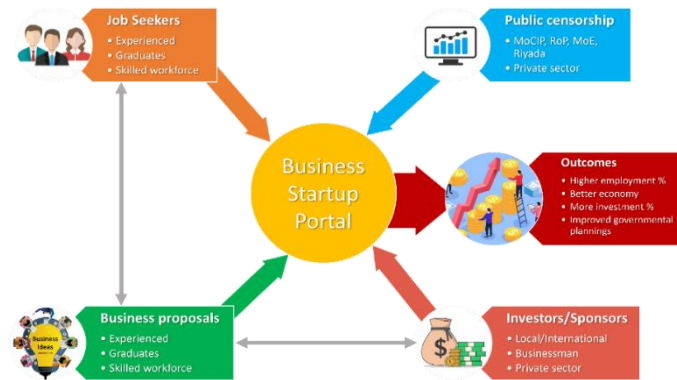 Job Seekers
• Experienced
• Graduates
• Skilled workforce
Public censorship
• MoCIP, RoP, MoE,
Riyada
• Private sector
Business
Startup
Portal
Outcomes
• Higher employment %
• Better economy
• More investment %
• Improved governmental
plannings
Business
Ideas
Business proposals
• Experienced
• Graduates
• Skilled workforce
$
Investors/Sponsors
• Local/International
• Businessman
• Private sector